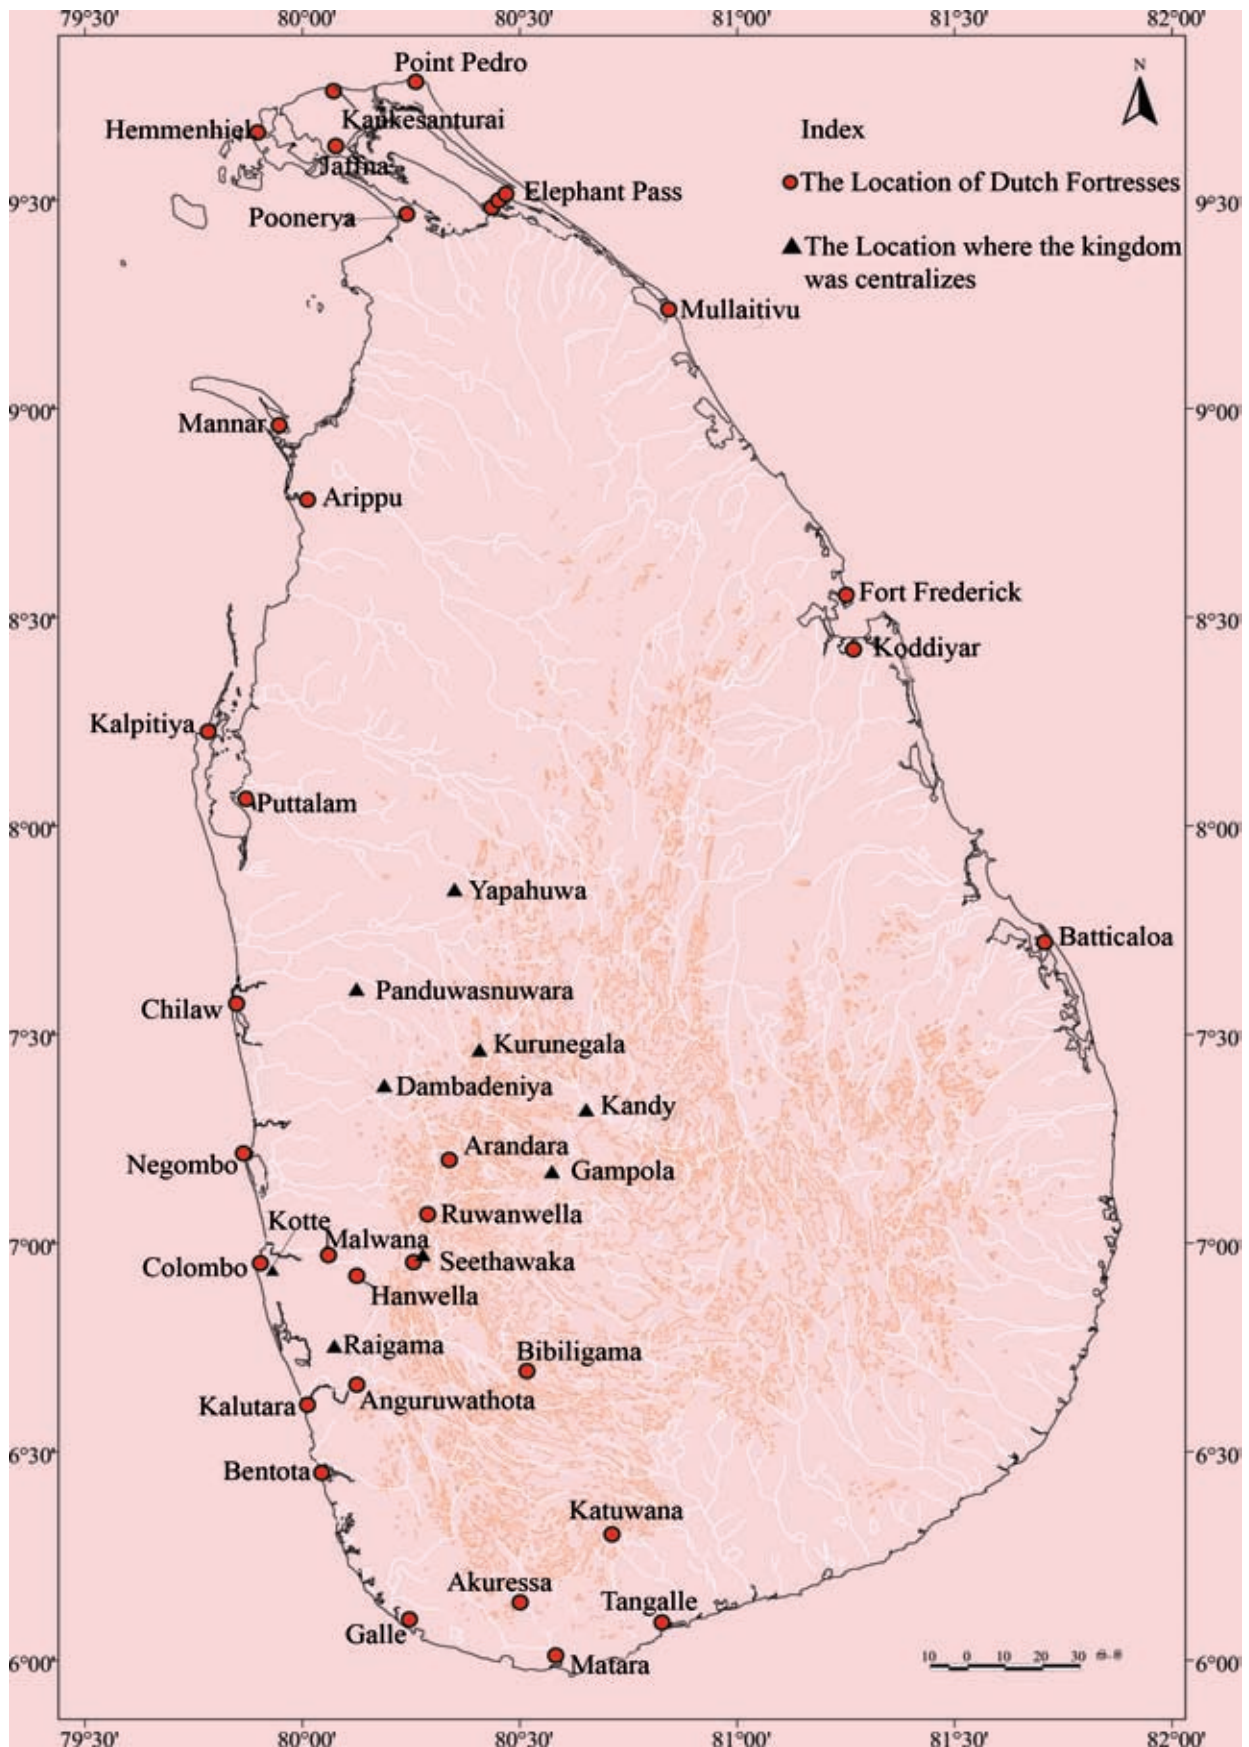 79°30' 80°00' 80°30' 81°00' 81°30' 82°00'
Point Pedro
N
Kankesanturai
Hemmenhiel
Index
Jaffna
The Location of Dutch Fortresses
Elephant Pass
9°30' 9°30'
Poonerya
The Location where the kingdom
was centralizes
Mullaitivu
9°00' 9°00'
Mannar
Arippu
Fort Frederick
8°30' 8°30'
Koddiyar
Kalpitiya
Puttalam
8°00' 8°00'
Yapahuwa
Batticaloa
Panduwasnuwara
Chilaw
7°30' 7°30'
Kurunegala
Dambadeniya
Kandy
Arandara
Negombo
Gampola
Ruwanwella
Kotte
Malwana
7°00' 7°00'
Colombo
Seethawaka
Hanwella
Raigama
Bibiligama
Anguruwathota
Kalutara
6°30' 6°30'
Bentota
Katuwana
Akuressa
Tangalle
Galle
Matara
6°00' 6°00'
10 0 10 20 30
79°30' 80°00' 80°30' 81°00' 81°30' 82°00'